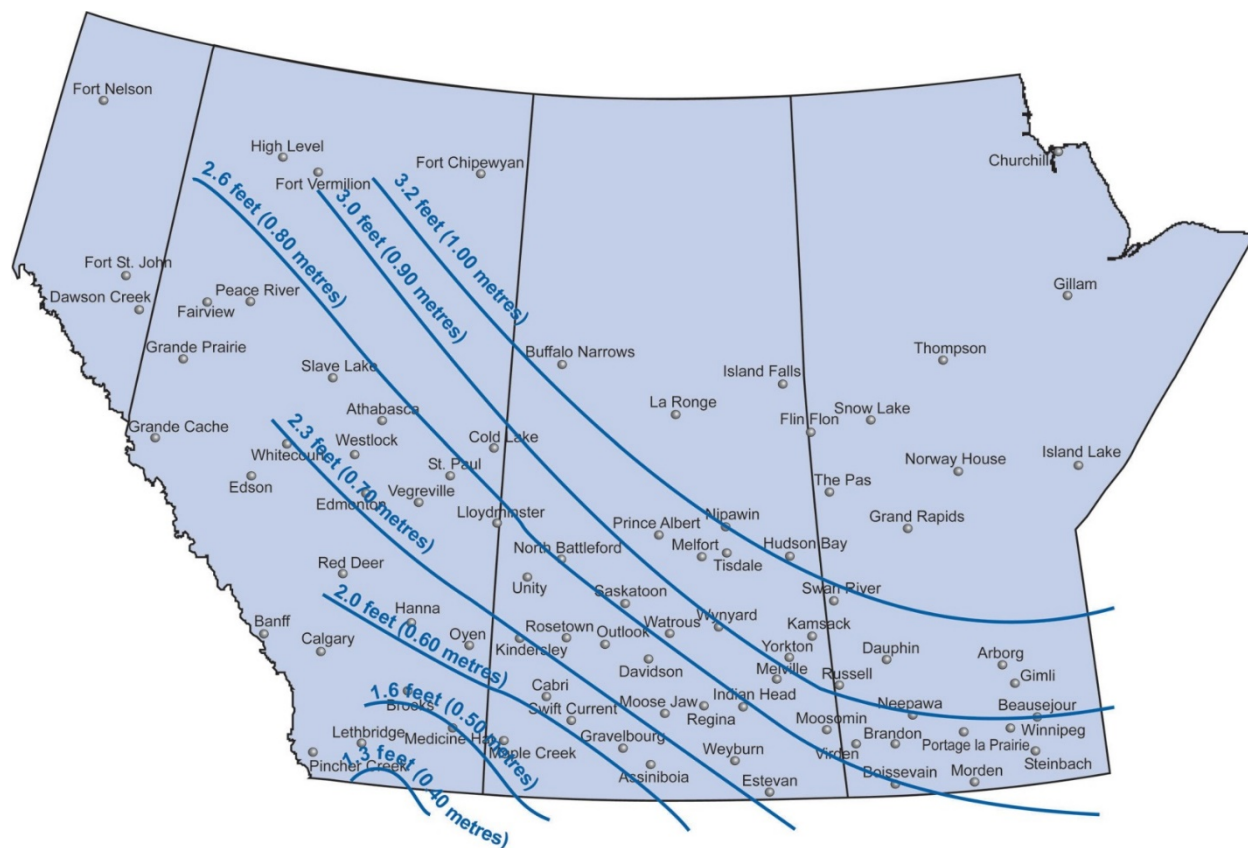 Fort Nelson
High Level
Fort Vermilion
Fort Chipewyan
Churchill
2.6 feet (0.80 metres)
3.0 feet (0.90 metres)
3.2 feet (1.00 metres)
Fort St. John
Dawson Creek
Peace River
Fairview
Gillam
Grande Prairie
Slave Lake
Buffalo Narrows
Island Falls
Thompson
La Ronge
Flin Flon
Snow Lake
Athabasca
Grande Cache
2.3 feet (0.70 metres)
Whitecourt
Westlock
Cold Lake
Norway House
Island Lake
Edson
St. Paul
Edmonton
Vegreville
The Pas
Lloydminster
Prince Albert
Nipawin
Grand Rapids
North Battleford
Melfort
Tisdale
Hudson Bay
Red Deer
Unity
Saskatoon
Swan River
2.0 feet (0.60 metres)
Hanna
Banff
Calgary
Oyen
Kindersley
Rosetown
Outlook
Watrous
Wynyard
Kamsack
Davidson
Yorkton
Dauphin
Arborg
Melville
Russell
Gimli
1.6 feet (0.50 metres)
Brooks
Cabri
Swift Current
Moose Jaw
Regina
Indian Head
Neepawa
Beausejour
Lethbridge
Medicine Hat
Maple Creek
Gravelbourg
Moosomin
Virden
Brandon
Portage la Prairie
Winnipeg
Steinbach
1.3 feet (0.40 metres)
Pincher Creek
Assiniboia
Weyburn
Estevan
Boissevain
Morden